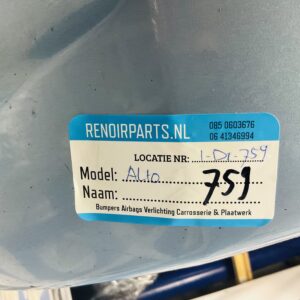 RENOIRPARTS.NL
085 0603676
06 41346994
LOCATIE NR: 1-D1-759
Model: ALTO
Naam: 759
Bumpers Airbags Verlichting Carrosserie & Plaatwerk